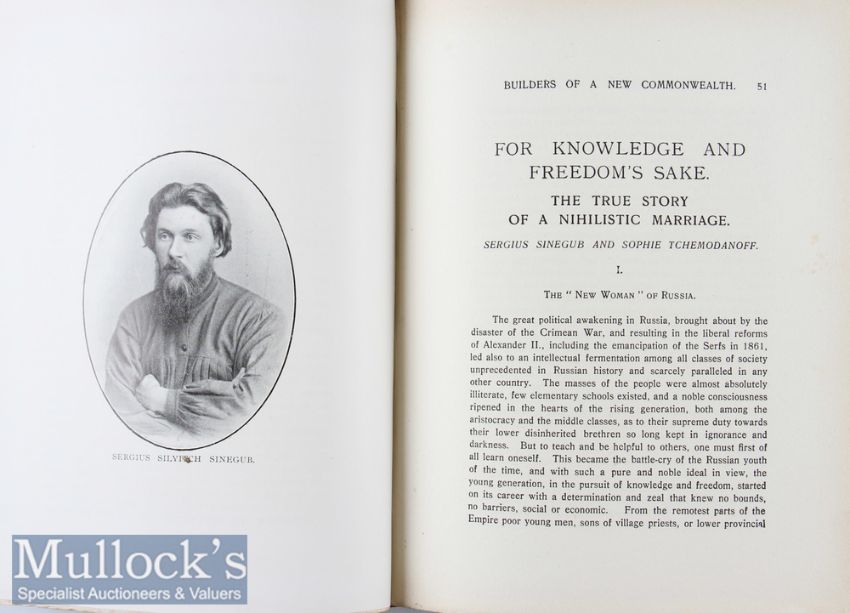 SERGIUS SILVITCH SINEGUB.
Mullock's
Specialist Auctioneers & Valuers
BUILDERS OF A NEW COMMONWEALTH. 51
FOR KNOWLEDGE AND
FREEDOM'S SAKE.
THE TRUE STORY
OF A NIHILISTIC MARRIAGE.
SERGIUS SINEGUB AND SOPHIE TCHEMODANOFF.
I.
THE "NEW WOMAN" OF RUSSIA.
The great political awakening in Russia, brought about by the
disaster of the Crimean War, and resulting in the liberal reforms
of Alexander II., including the emancipation of the Serfs in 1861,
led also to an intellectual fermentation among all classes of society
unprecedented in Russian history and scarcely paralleled in any
other country. The masses of the people were almost absolutely
illiterate, few elementary schools existed, and a noble consciousness
ripened in the hearts of the rising generation, both among the
aristocracy and the middle classes, as to their supreme duty towards
their lower disinherited brethren so long kept in ignorance and
darkness. But to teach and be helpful to others, one must first of
all learn oneself. This became the battle-cry of the Russian youth
of the time, and with such a pure and noble ideal in view, the
young generation, in the pursuit of knowledge and freedom, started
on its career with a determination and zeal that knew no bounds,
no barriers, social or economic. From the remotest parts of the
Empire poor young men, sons of village priests, or lower provincial